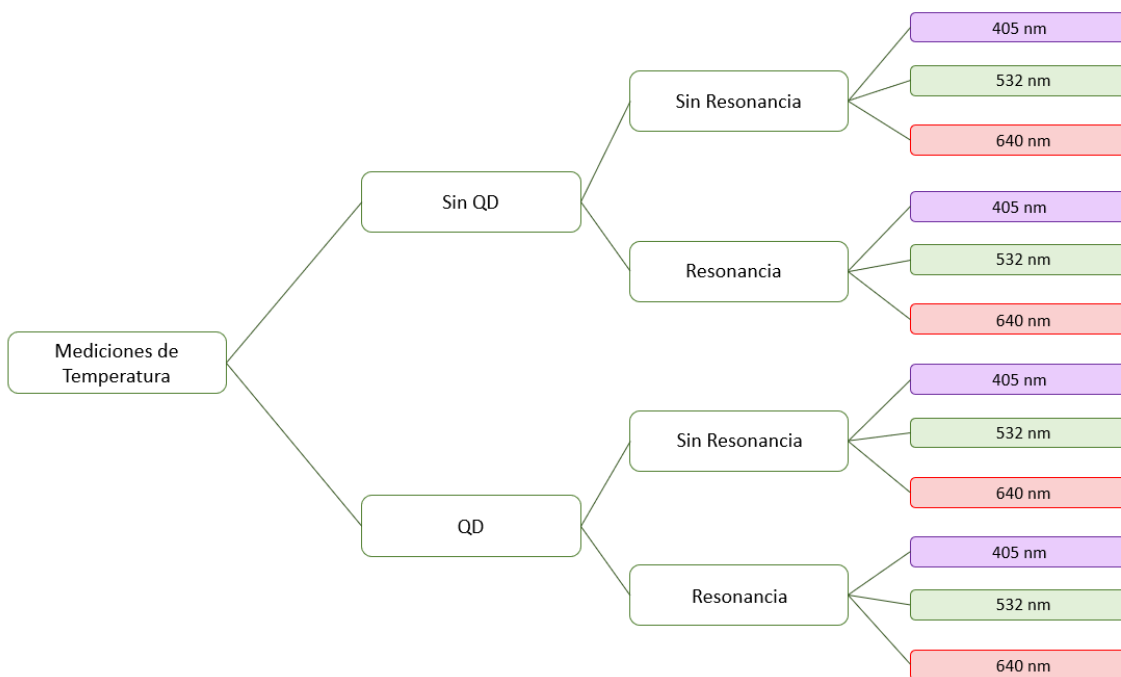 405 nm
532 nm
Sin Resonancia
640 nm
Sin QD
405 nm
532 nm
Resonancia
640 nm
Mediciones de
Temperatura
405 nm
532 nm
Sin Resonancia
640 nm
QD
405 nm
532 nm
Resonancia
640 nm